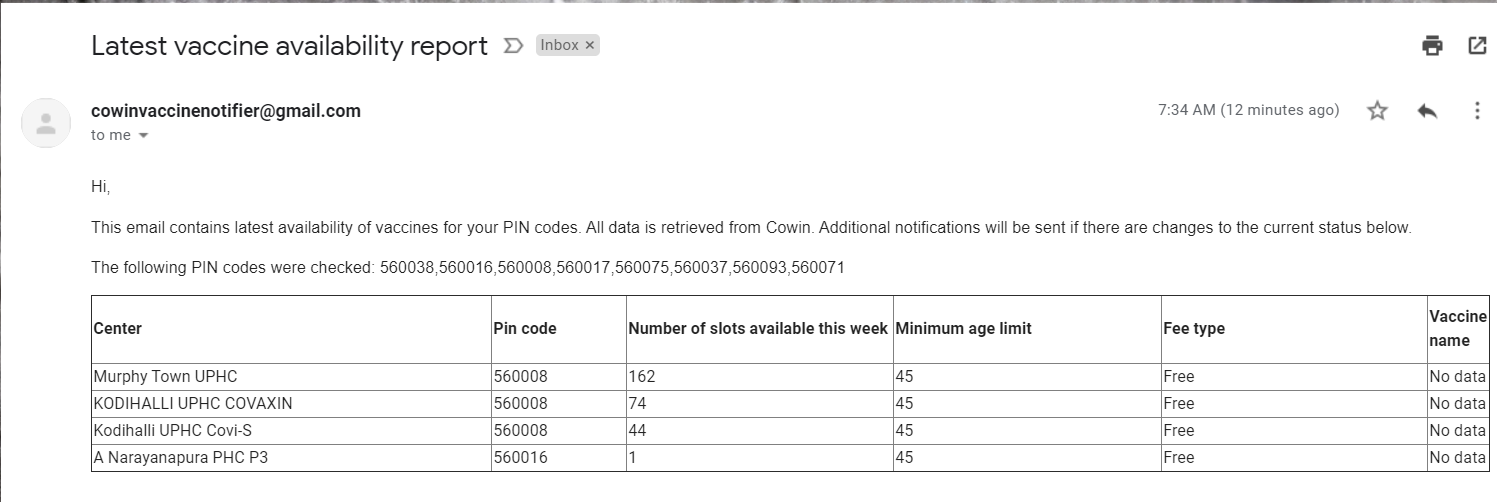 Latest vaccine availability report Inbox ×
cowinvaccinenotifier@gmail.com 7:34 AM (12 minutes ago)
to me
Hi,
This email contains latest availability of vaccines for your PIN codes. All data is retrieved from Cowin. Additional notifications will be sent if there are changes to the current status below.
The following PIN codes were checked: 560038,560016,560008,560017,560075,560037,560093,560071
Center Pin code Number of slots available this week Minimum age limit Fee type Vaccine name
Murphy Town UPHC 560008 162 45 Free No data
KODIHALLI UPHC COVAXIN 560008 74 45 Free No data
Kodihalli UPHC Covi-S 560008 44 45 Free No data
A Narayanapura PHC P3 560016 1 45 Free No data